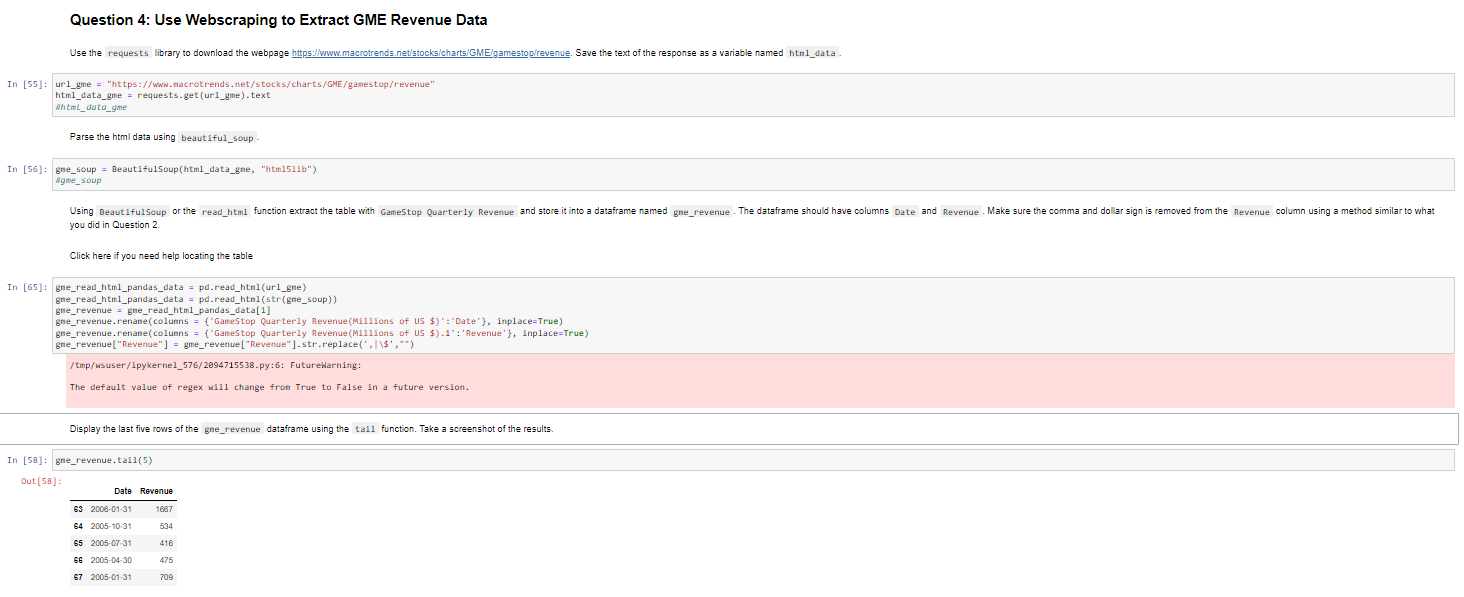 Question 4: Use Webscraping to Extract GME Revenue Data
Use the requests library to download the webpage https://www.macrotrends.net/stocks/charts/GME/gamestop/revenue. Save the text of the response as a variable named html_data.
In [55]: url_gme = "https://www.macrotrends.net/stocks/charts/GME/gamestop/revenue"
html_data_gme = requests.get(url_gme).text
#html_data_gme
Parse the html data using beautiful_soup.
In [56]: gme_soup = BeautifulSoup(html_data_gme, "html5lib")
#gme_soup
Using BeautifulSoup or the read_html function extract the table with GameStop Quarterly Revenue and store it into a dataframe named gme_revenue. The dataframe should have columns Date and Revenue. Make sure the comma and dollar sign is removed from the Revenue column using a method similar to what
you did in Question 2.
Click here if you need help locating the table
In [65]: gme_read_html_pandas_data = pd.read_html(url_gme)
gme_read_html_pandas_data = pd.read_html(str(gme_soup))
gme_revenue = gme_read_html_pandas_data[1]
gme_revenue.rename(columns = {'GameStop Quarterly Revenue(Millions of US $)':'Date'}, inplace=True)
gme_revenue.rename(columns = {'GameStop Quarterly Revenue(Millions of US $).1':'Revenue'}, inplace=True)
gme_revenue["Revenue"] = gme_revenue["Revenue"].str.replace(',|\$',"")
/tmp/wsuser/ipykernel_576/2094715538.py:6: FutureWarning:
The default value of regex will change from True to False in a future version.
Display the last five rows of the gme_revenue dataframe using the tail function. Take a screenshot of the results.
In [58]: gme_revenue.tail(5)
Out[58]:
Date Revenue
63 2006-01-31 1667
64 2005-10-31 534
65 2005-07-31 416
66 2005-04-30 475
67 2005-01-31 709